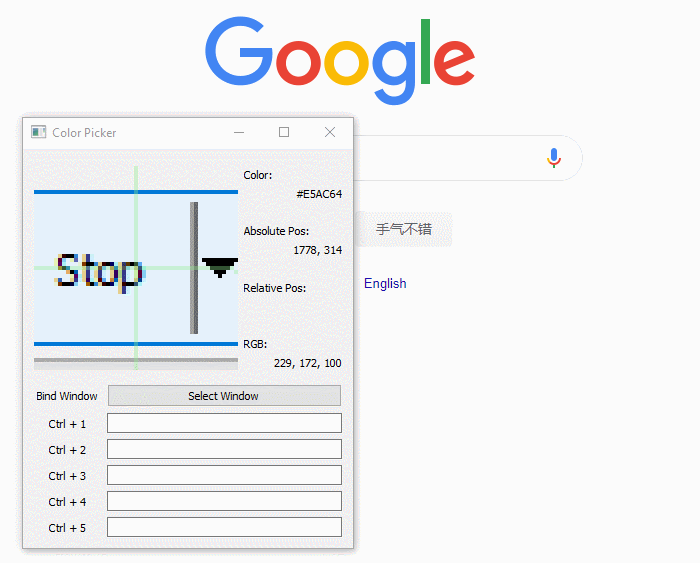 Google
Color Picker
Color:
#E5AC64
Absolute Pos:
1778, 314
Relative Pos:
RGB:
229, 172, 100
Stop
手气不错
English
Bind Window
Select Window
Ctrl + 1
Ctrl + 2
Ctrl + 3
Ctrl + 4
Ctrl + 5